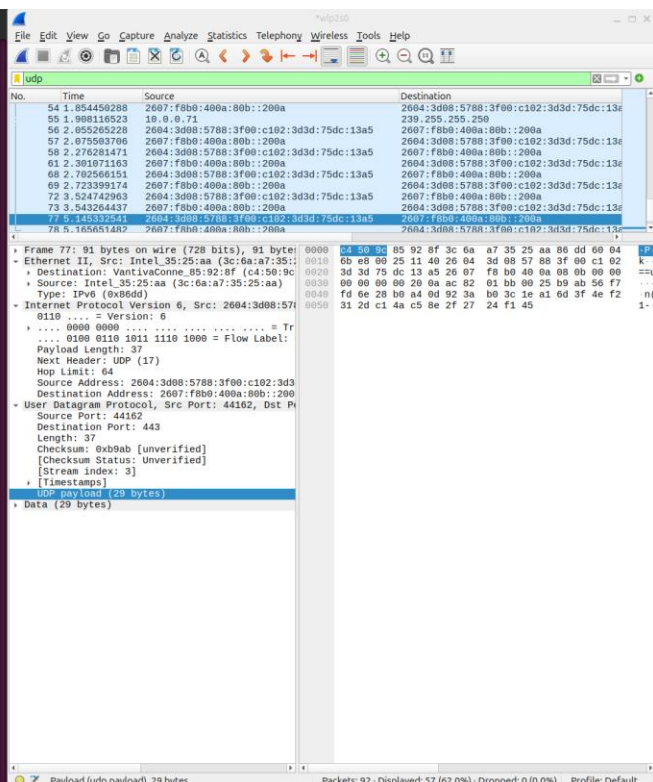 *wlp2s0
File Edit View Go Capture Analyze Statistics Telephony Wireless Tools Help
udp
No. Time Source Destination
54 1.854450288 2607:f8b0:400a:80b::200a 2604:3d08:5788:3f00:c102:3d3d:75dc:13a
55 1.908116523 10.0.0.71 239.255.255.250
56 2.055265228 2604:3d08:5788:3f00:c102:3d3d:75dc:13a5 2607:f8b0:400a:80b::200a
57 2.075503706 2607:f8b0:400a:80b::200a 2604:3d08:5788:3f00:c102:3d3d:75dc:13a
58 2.276281471 2604:3d08:5788:3f00:c102:3d3d:75dc:13a5 2607:f8b0:400a:80b::200a
61 2.301071163 2607:f8b0:400a:80b::200a 2604:3d08:5788:3f00:c102:3d3d:75dc:13a
68 2.702566151 2604:3d08:5788:3f00:c102:3d3d:75dc:13a5 2607:f8b0:400a:80b::200a
69 2.723399174 2607:f8b0:400a:80b::200a 2604:3d08:5788:3f00:c102:3d3d:75dc:13a
72 3.524742963 2604:3d08:5788:3f00:c102:3d3d:75dc:13a5 2607:f8b0:400a:80b::200a
73 3.543264437 2607:f8b0:400a:80b::200a 2604:3d08:5788:3f00:c102:3d3d:75dc:13a
77 5.145332541 2604:3d08:5788:3f00:c102:3d3d:75dc:13a5 2607:f8b0:400a:80b::200a
78 5.165651482 2607:f8b0:400a:80b::200a 2604:3d08:5788:3f00:c102:3d3d:75dc:13a
Frame 77: 91 bytes on wire (728 bits), 91 byte
Ethernet II, Src: Intel_35:25:aa (3c:6a:a7:35:
Destination: VantivaConne_85:92:8f (c4:50:9c
Source: Intel_35:25:aa (3c:6a:a7:35:25:aa)
Type: IPv6 (0x86dd)
Internet Protocol Version 6, Src: 2604:3d08:57
0110 .... = Version: 6
.... 0000 0000 .... .... .... .... .... = Tr
.... 0100 0110 1011 1110 1000 = Flow Label:
Payload Length: 37
Next Header: UDP (17)
Hop Limit: 64
Source Address: 2604:3d08:5788:3f00:c102:3d3
Destination Address: 2607:f8b0:400a:80b::200
User Datagram Protocol, Src Port: 44162, Dst P
Source Port: 44162
Destination Port: 443
Length: 37
Checksum: 0xb9ab [unverified]
[Checksum Status: Unverified]
[Stream index: 3]
[Timestamps]
UDP payload (29 bytes)
Data (29 bytes)
0000 c4 50 9c 85 92 8f 3c 6a a7 35 25 aa 86 dd 60 04 ·P
0010 6b e8 00 25 11 40 26 04 3d 08 57 88 3f 00 c1 02 k··
0020 3d 3d 75 dc 13 a5 26 07 f8 b0 40 0a 08 0b 00 00 ==u
0030 00 00 00 00 20 0a ac 82 01 bb 00 25 b9 ab 56 f7 ···
0040 fd 6e 28 b0 a4 0d 92 3a b0 3c 1e a1 6d 3f 4e f2 ·n(
0050 31 2d c1 4a c5 8e 2f 27 24 f1 45 1-·
Payload (udp.payload), 29 bytes Packets: 92 · Displayed: 57 (62.0%) · Dropped: 0 (0.0%) Profile: Default